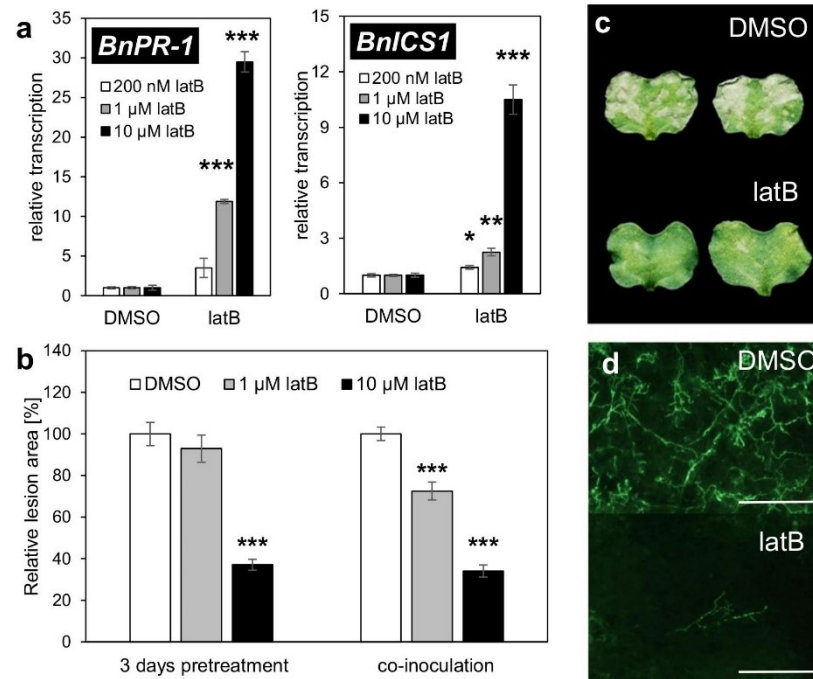 a
BnPR-1
***
35
30
25
20
15
10
5
0
relative transcription
200 nM latB
1 µM latB
10 µM latB
***
DMSO
latB
BnICS1
***
15
12
9
6
3
0
relative transcription
200 nM latB
1 µM latB
10 µM latB
*
**
DMSO
latB
b
140
120
100
80
60
40
20
0
Relative lesion area [%]
DMSO
1 µM latB
10 µM latB
***
***
***
3 days pretreatment
co-inoculation
c
DMSO
latB
d
DMSO
latB